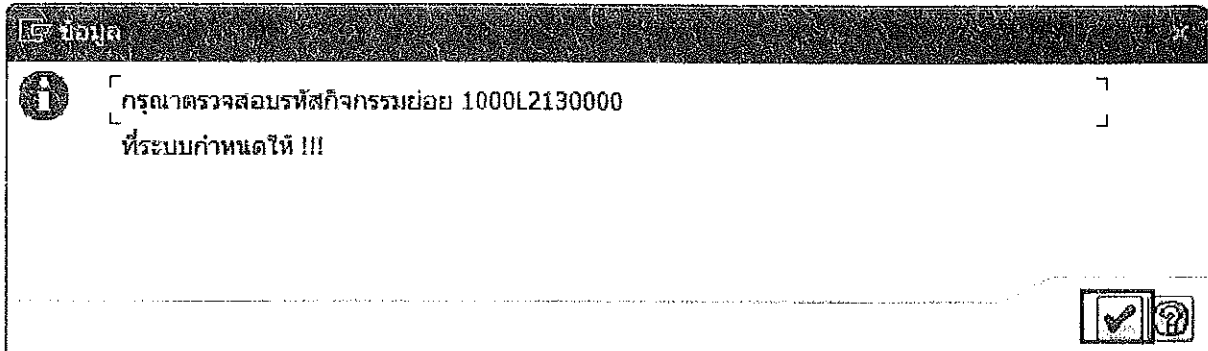 ข้อมูล
กรุณาตรวจสอบรหัสกิจกรรมย่อย 1000L2130000
ที่ระบบกำหนดให้ !!!